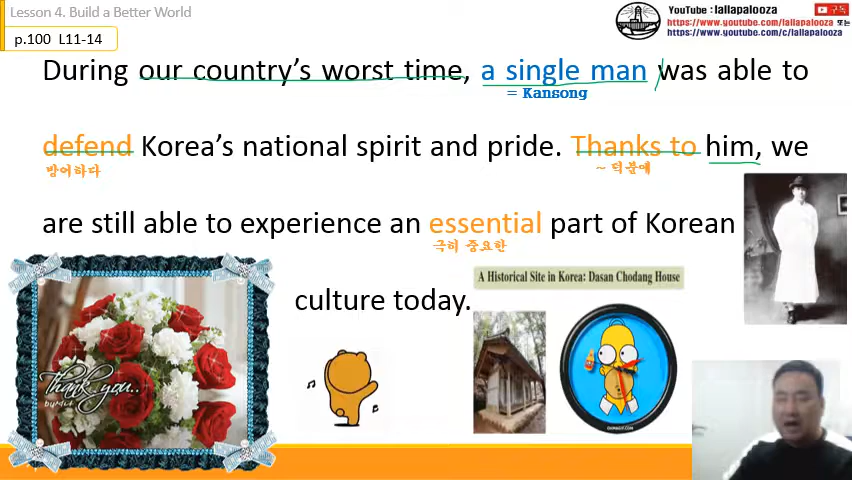 Lesson 4. Build a Better World
YouTube : lallapalooza
구독
https://www.youtube.com/lallapalooza 또는
https://www.youtube.com/c/lallapalooza
p.100 L11-14
During our country’s worst time, a single man was able to
= Kansong
defend Korea’s national spirit and pride. Thanks to him, we
방어하다
~ 덕분에
are still able to experience an essential part of Korean
극히 중요한
culture today.
A Historical Site in Korea: Dasan Chodang House
Thank you..